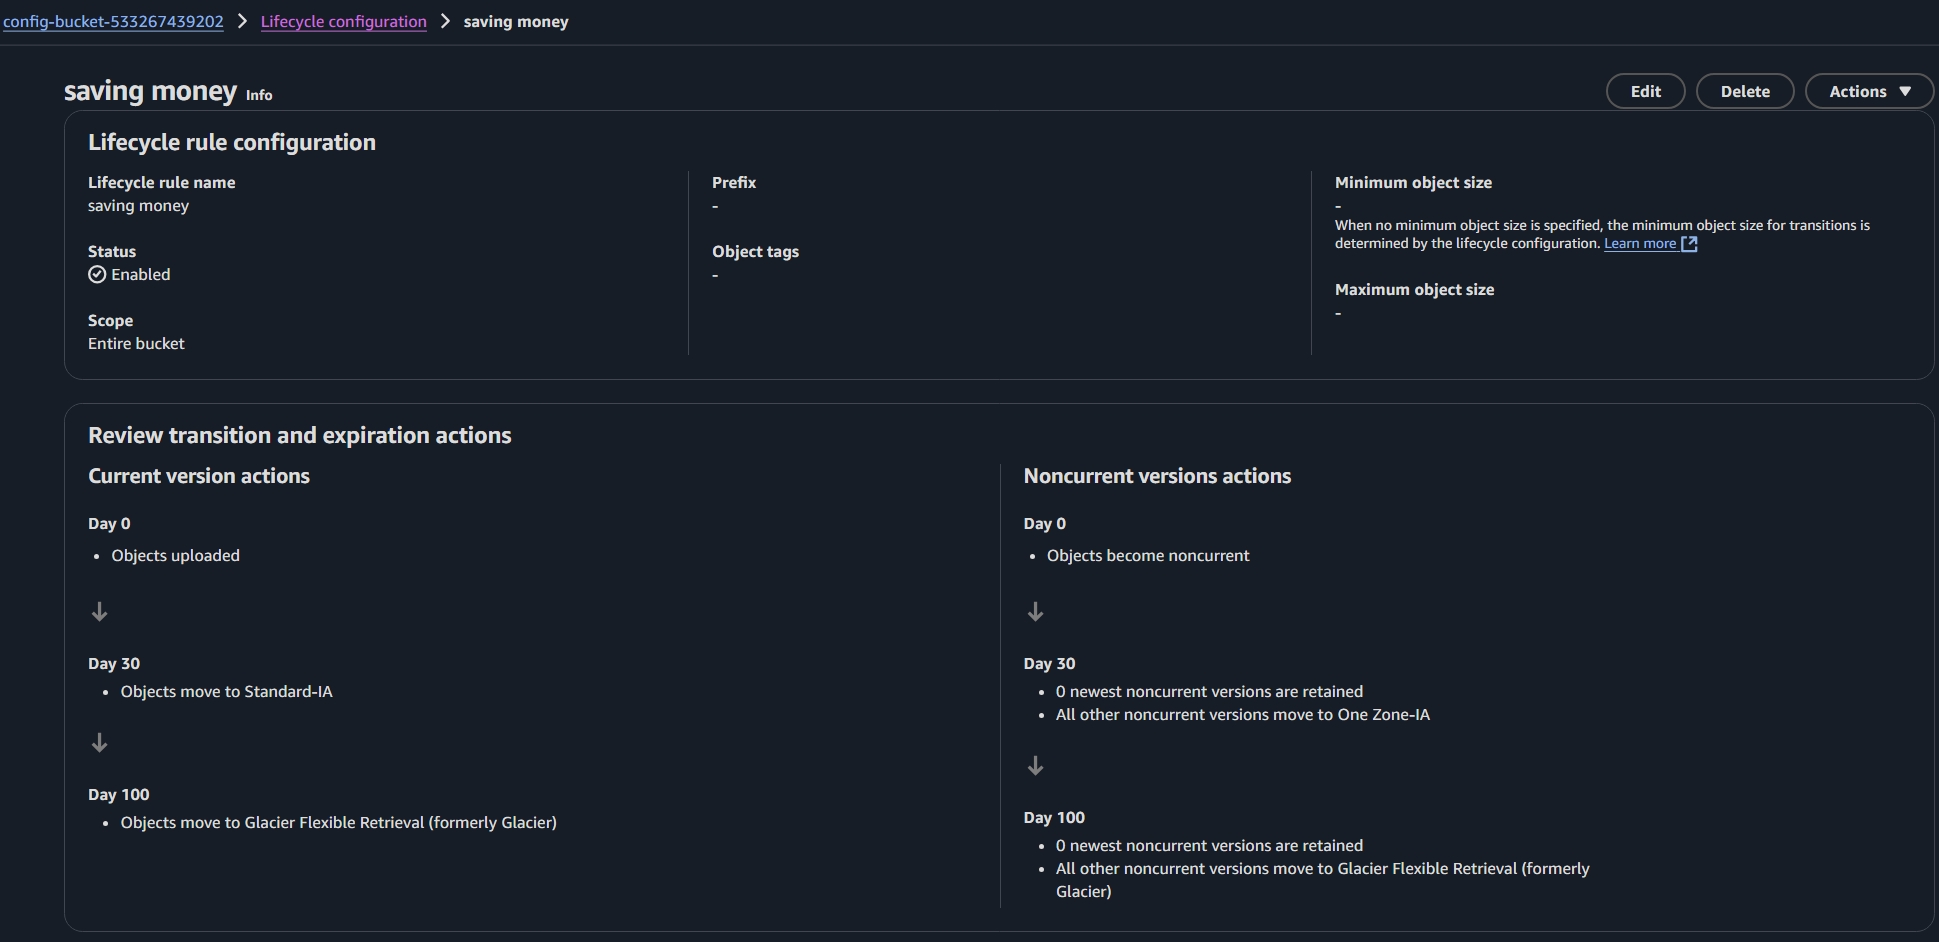 config-bucket-533267439202 > Lifecycle configuration > saving money
saving money Info
Edit
Delete
Actions ▼
Lifecycle rule configuration
Lifecycle rule name
saving money
Status
Enabled
Scope
Entire bucket
Prefix
-
Object tags
-
Minimum object size
-
When no minimum object size is specified, the minimum object size for transitions is
determined by the lifecycle configuration. Learn more
Maximum object size
-
Review transition and expiration actions
Current version actions
Day 0
• Objects uploaded
↓
Day 30
• Objects move to Standard-IA
↓
Day 100
• Objects move to Glacier Flexible Retrieval (formerly Glacier)
Noncurrent versions actions
Day 0
• Objects become noncurrent
↓
Day 30
• 0 newest noncurrent versions are retained
• All other noncurrent versions move to One Zone-IA
↓
Day 100
• 0 newest noncurrent versions are retained
• All other noncurrent versions move to Glacier Flexible Retrieval (formerly
Glacier)